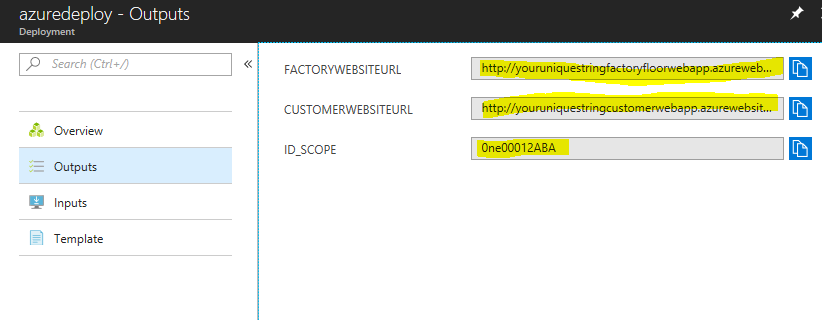 azuredeploy - Outputs
Deployment
Search (Ctrl+/)
Overview
Outputs
Inputs
Template
FACTORYWEBSITEURL
http://youruniquestringfactoryfloorwebapp.azureweb...
CUSTOMERWEBSITEURL
http://youruniquestringcustomerwebapp.azurewebsit...
ID_SCOPE
0ne00012ABA